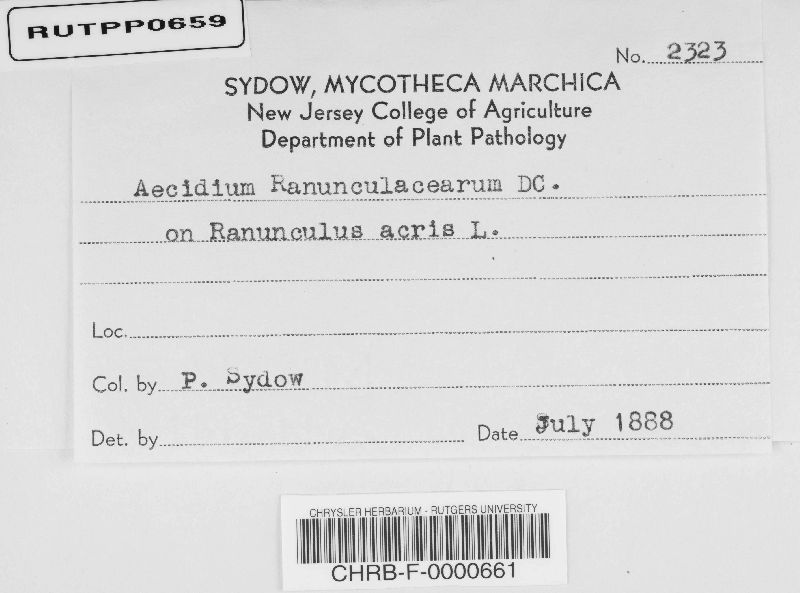 RUTPP0659
No. 2323
SYDOW, MYCOTHECA MARCHICA
New Jersey College of Agriculture
Department of Plant Pathology
Aecidium Ranunculacearum DC.
on Ranunculus acris L.
Loc.
Col. by P. Sydow
Det. by Date July 1888
CHRYSLER HERBARIUM - RUTGERS UNIVERSITY
CHRB-F-0000661